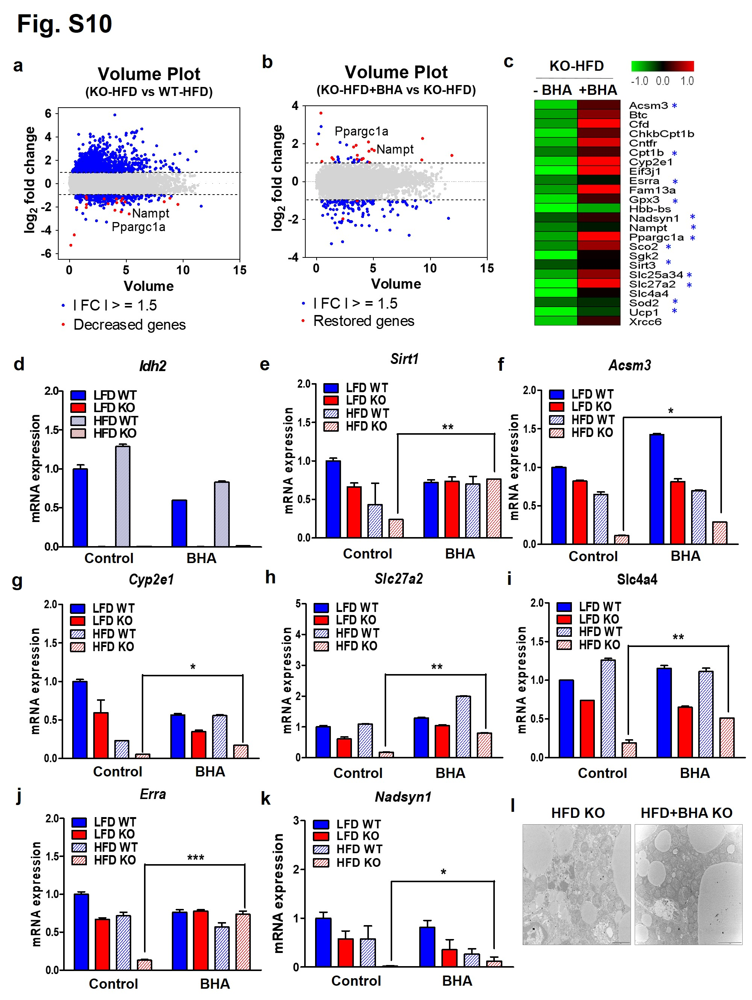 Fig. S10
a
Volume Plot
(KO-HFD vs WT-HFD)
log2 fold change
6
4
2
0
-2
-4
-6
Nampt
Ppargc1a
0 5 10 15
Volume
I FC I > = 1.5
Decreased genes
b
Volume Plot
(KO-HFD+BHA vs KO-HFD)
log2 fold change
4
2
0
-2
-4
Ppargc1a
Nampt
0 5 10 15
Volume
I FC I > = 1.5
Restored genes
c
KO-HFD
- BHA +BHA
-1.0 0.0 1.0
Acsm3 *
Btc
Cfd
ChkbCpt1b
Cntfr
Cpt1b *
Cyp2e1
Eif3j1
Esrra *
Fam13a
Gpx3 *
Hbb-bs
Nadsyn1 *
Nampt *
Ppargc1a *
Sco2 *
Sgk2
Sirt3 *
Slc25a34 *
Slc27a2 *
Slc4a4
Sod2 *
Ucp1 *
Xrcc6
d
Idh2
mRNA expression
2.0
1.5
1.0
0.5
0.0
LFD WT
LFD KO
HFD WT
HFD KO
Control BHA
e
Sirt1
mRNA expression
2.0
1.5
1.0
0.5
0.0
LFD WT
LFD KO
HFD WT
HFD KO
**
Control BHA
f
Acsm3
mRNA expression
2.0
1.5
1.0
0.5
0.0
LFD WT
LFD KO
HFD WT
HFD KO
*
Control BHA
g
Cyp2e1
mRNA expression
2.0
1.5
1.0
0.5
0.0
LFD WT
LFD KO
HFD WT
HFD KO
*
Control BHA
h
Slc27a2
mRNA expression
5
4
3
2
1
0
LFD WT
LFD KO
HFD WT
HFD KO
**
Control BHA
i
Slc4a4
mRNA expression
2.0
1.5
1.0
0.5
0.0
LFD WT
LFD KO
HFD WT
HFD KO
**
Control BHA
j
Erra
mRNA expression
2.0
1.5
1.0
0.5
0.0
LFD WT
LFD KO
HFD WT
HFD KO
***
Control BHA
k
Nadsyn1
mRNA expression
3
2
1
0
LFD WT
LFD KO
HFD WT
HFD KO
*
Control BHA
l
HFD KO HFD+BHA KO